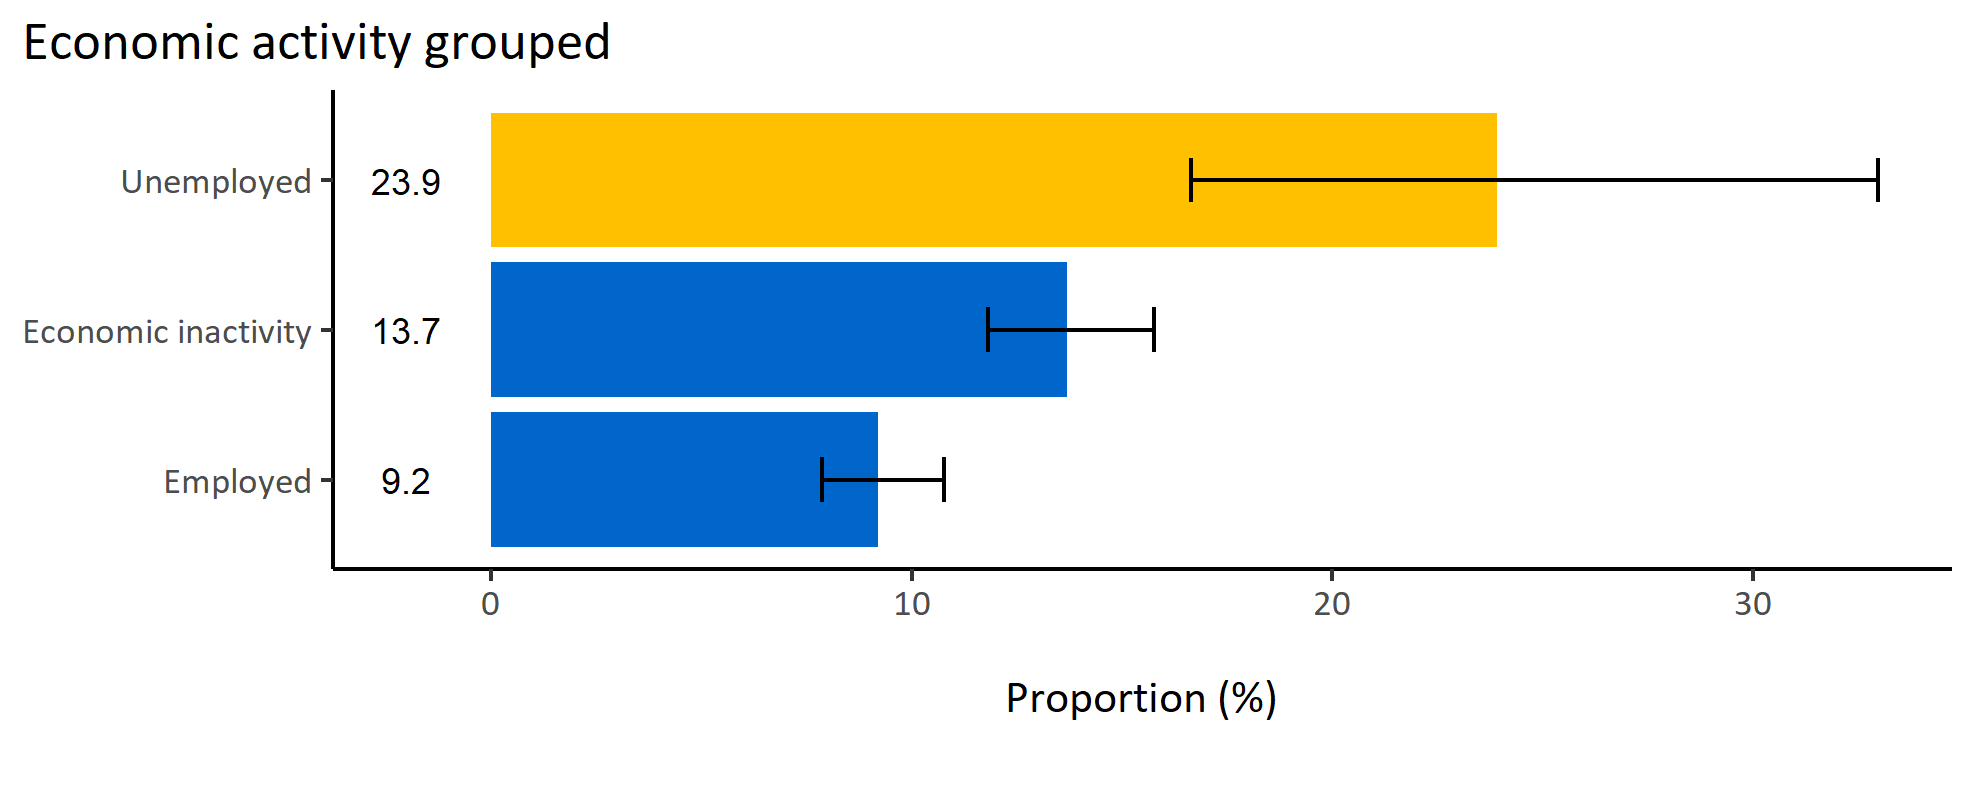 Economic activity grouped
Unemployed 23.9
Economic inactivity 13.7
Employed 9.2
0 10 20 30
Proportion (%)